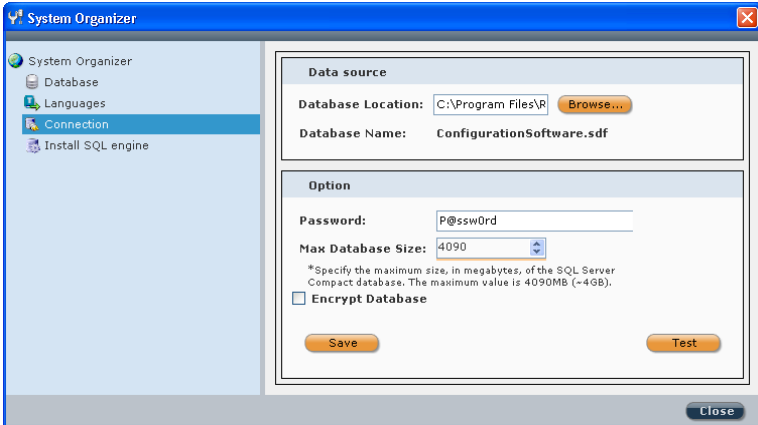 System Organizer
System Organizer
Database
Languages
Connection
Install SQL engine
Data source
Database Location: C:\Program Files\R Browse...
Database Name: ConfigurationSoftware.sdf
Option
Password: P@ssw0rd
Max Database Size: 4090
*Specify the maximum size, in megabytes, of the SQL Server
Compact database. The maximum value is 4090MB (~4GB).
Encrypt Database
Save Test
Close